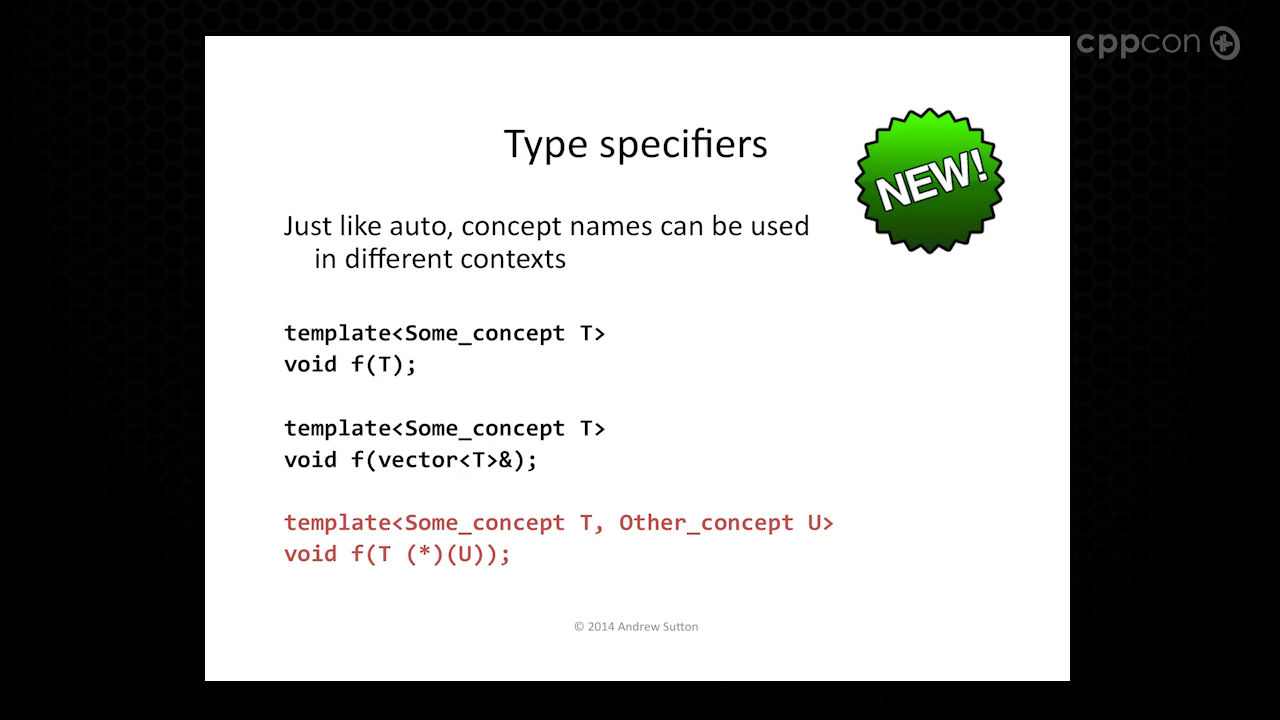 cppcon
Type specifiers
NEW!
Just like auto, concept names can be used
in different contexts
template<Some_concept T>
void f(T);
template<Some_concept T>
void f(vector<T>&);
template<Some_concept T, Other_concept U>
void f(T (*)(U));
© 2014 Andrew Sutton